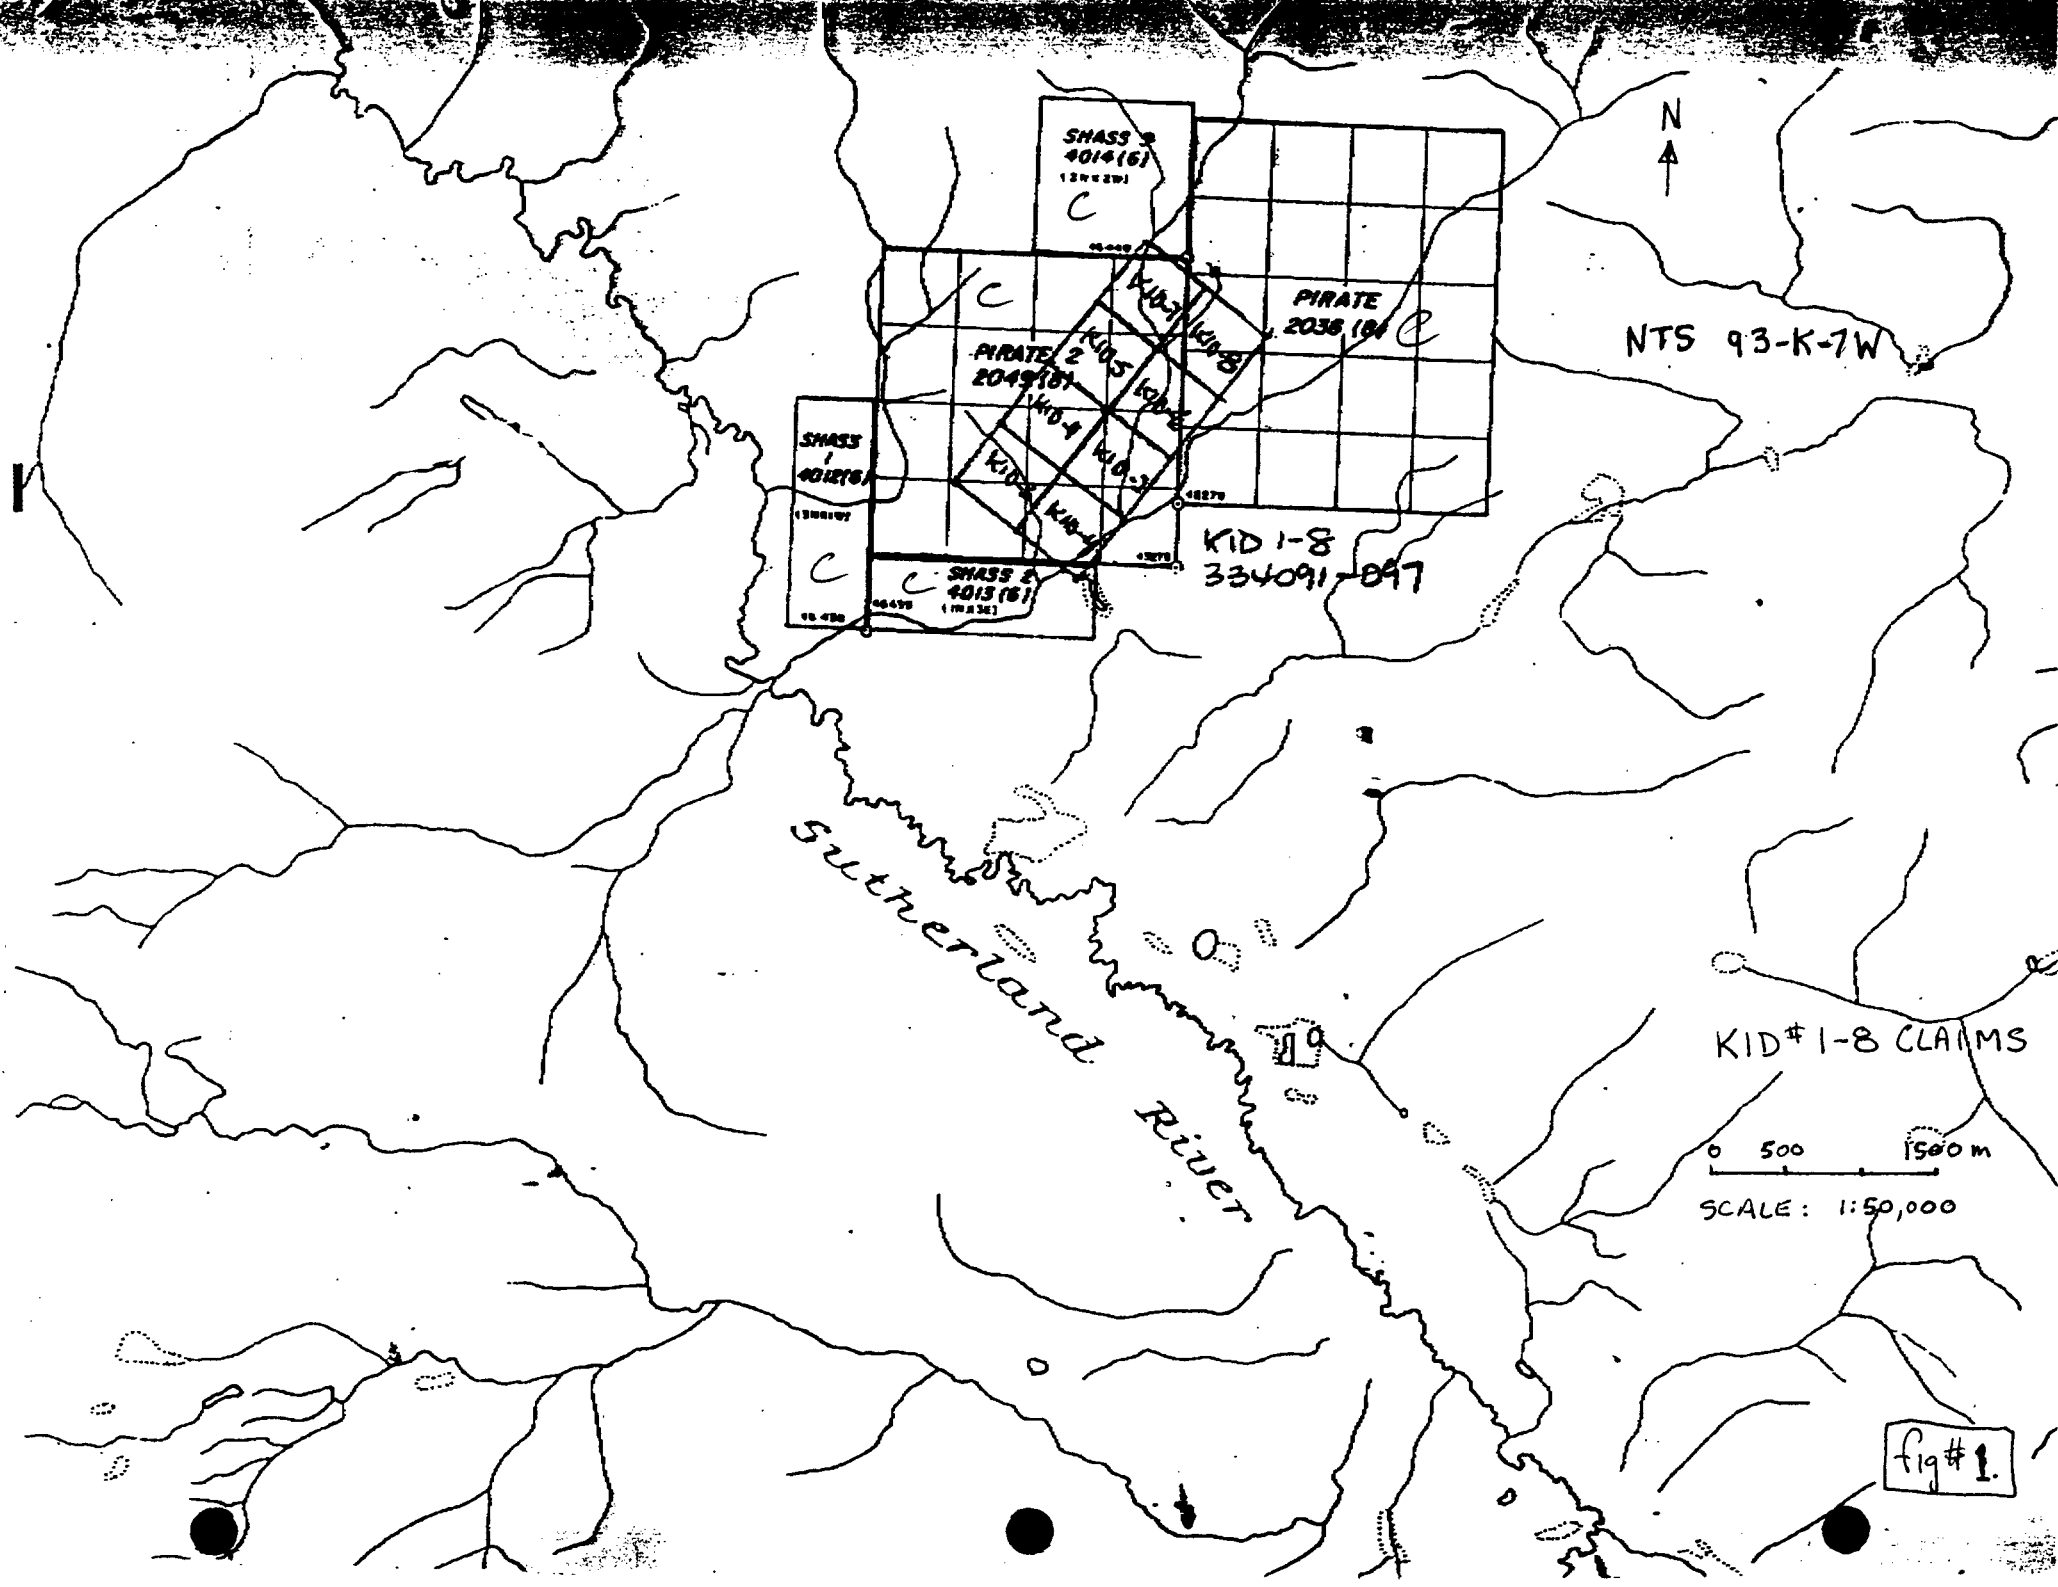 N
SHASS 3
4014(6)
C
PIRATE
2038 (8)
C
NTS 93-K-7W
C
PIRATE 2
2049(8)
KID-7
KID-8
KID-5
KID-6
KID-4
KID-3
KID-2
KID-1
SHASS
1
4012(6)
C
SHASS 2
4013(6)
C
KID 1-8
334091-097
Sutherland
River
KID# 1-8 CLAIMS
0 500 1500 m
SCALE: 1:50,000
fig# 1.